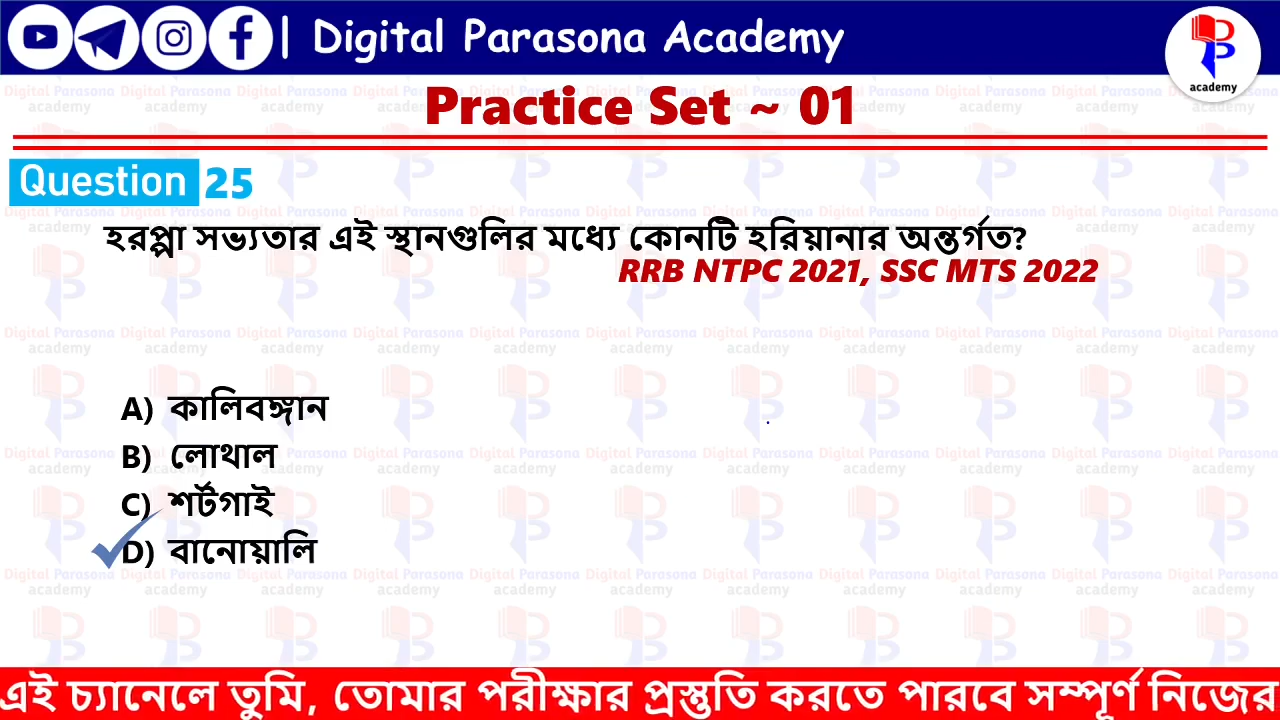 | Digital Parasona Academy
academy
Practice Set ~ 01
Question 25
হরপ্পা সভ্যতার এই স্থানগুলির মধ্যে কোনটি হরিয়ানার অন্তর্গত?
RRB NTPC 2021, SSC MTS 2022
A) কালিবঙ্গান
B) লোথাল
C) শর্টগাই
D) বানোয়ালি
এই চ্যানেলে তুমি, তোমার পরীক্ষার প্রস্তুতি করতে পারবে সম্পূর্ণ নিজের